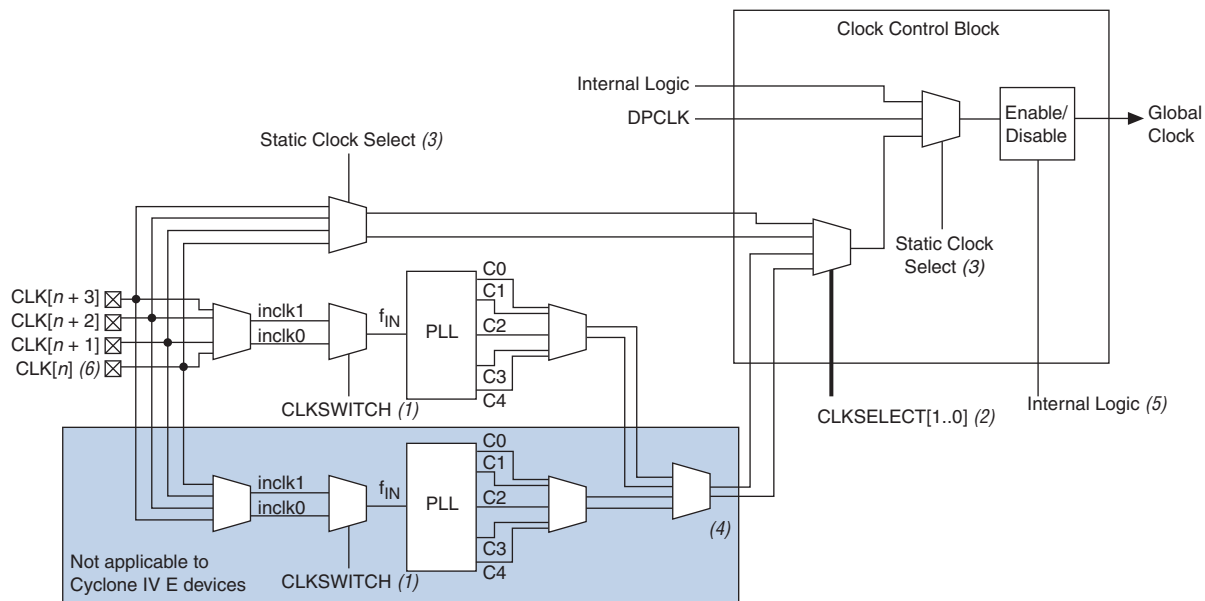 Clock Control Block
Internal Logic
DPCLK
Enable/
Disable
Global
Clock
Static Clock Select (3)
Static Clock
Select (3)
CLK[n + 3]
CLK[n + 2]
CLK[n + 1]
CLK[n] (6)
inclk1
inclk0
fIN
PLL
C0
C1
C2
C3
C4
CLKSWITCH (1)
CLKSELECT[1..0] (2)
Internal Logic (5)
inclk1
inclk0
fIN
PLL
C0
C1
C2
C3
C4
(4)
CLKSWITCH (1)
Not applicable to
Cyclone IV E devices